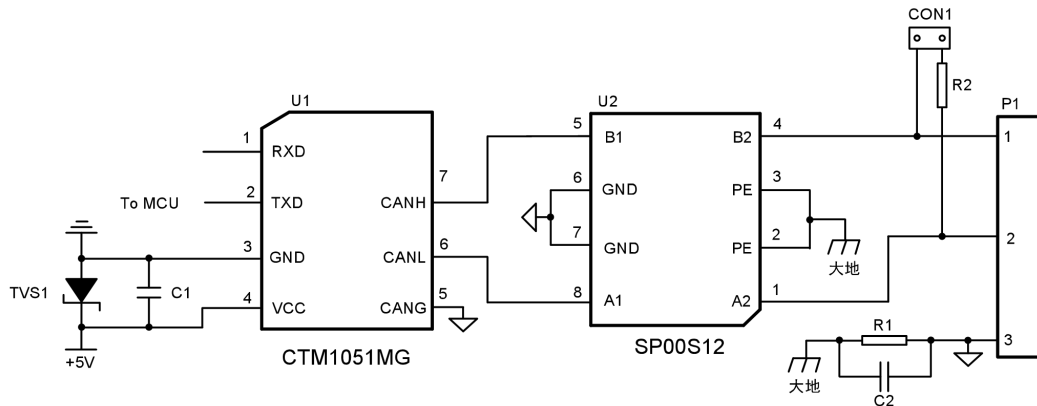 CON1
R2
P1
U1
U2
1
RXD
5
B1
B2
4
1
7
To MCU
2
TXD
CANH
6
GND
PE
3
3
GND
CANL
6
7
GND
PE
2
2
大地
TVS1
C1
4
VCC
CANG
5
8
A1
A2
1
+5V
CTM1051MG
SP00S12
R1
3
大地
C2